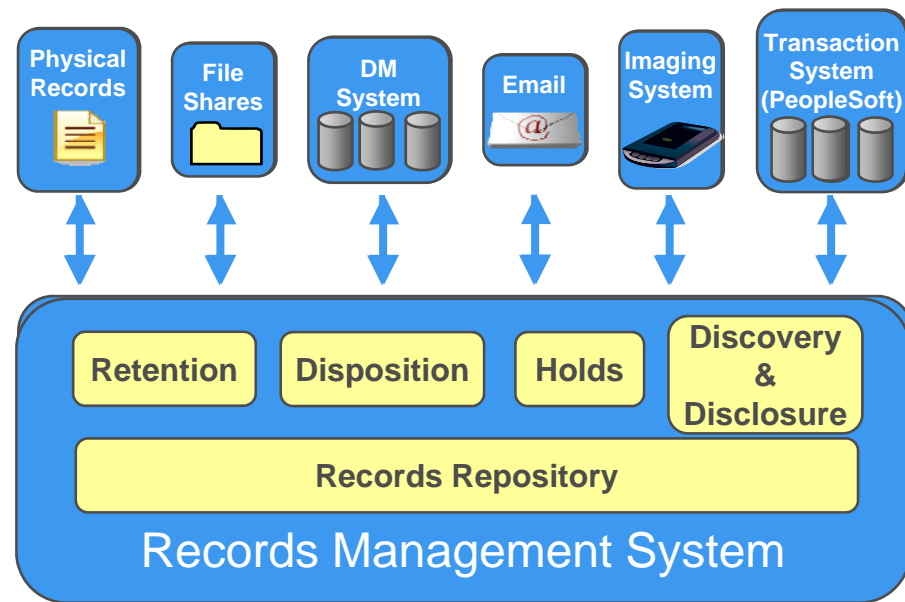 Physical
Records
File
Shares
DM
System
Email
@
Imaging
System
Transaction
System
(PeopleSoft)
Retention
Disposition
Holds
Discovery
&
Disclosure
Records Repository
Records Management System